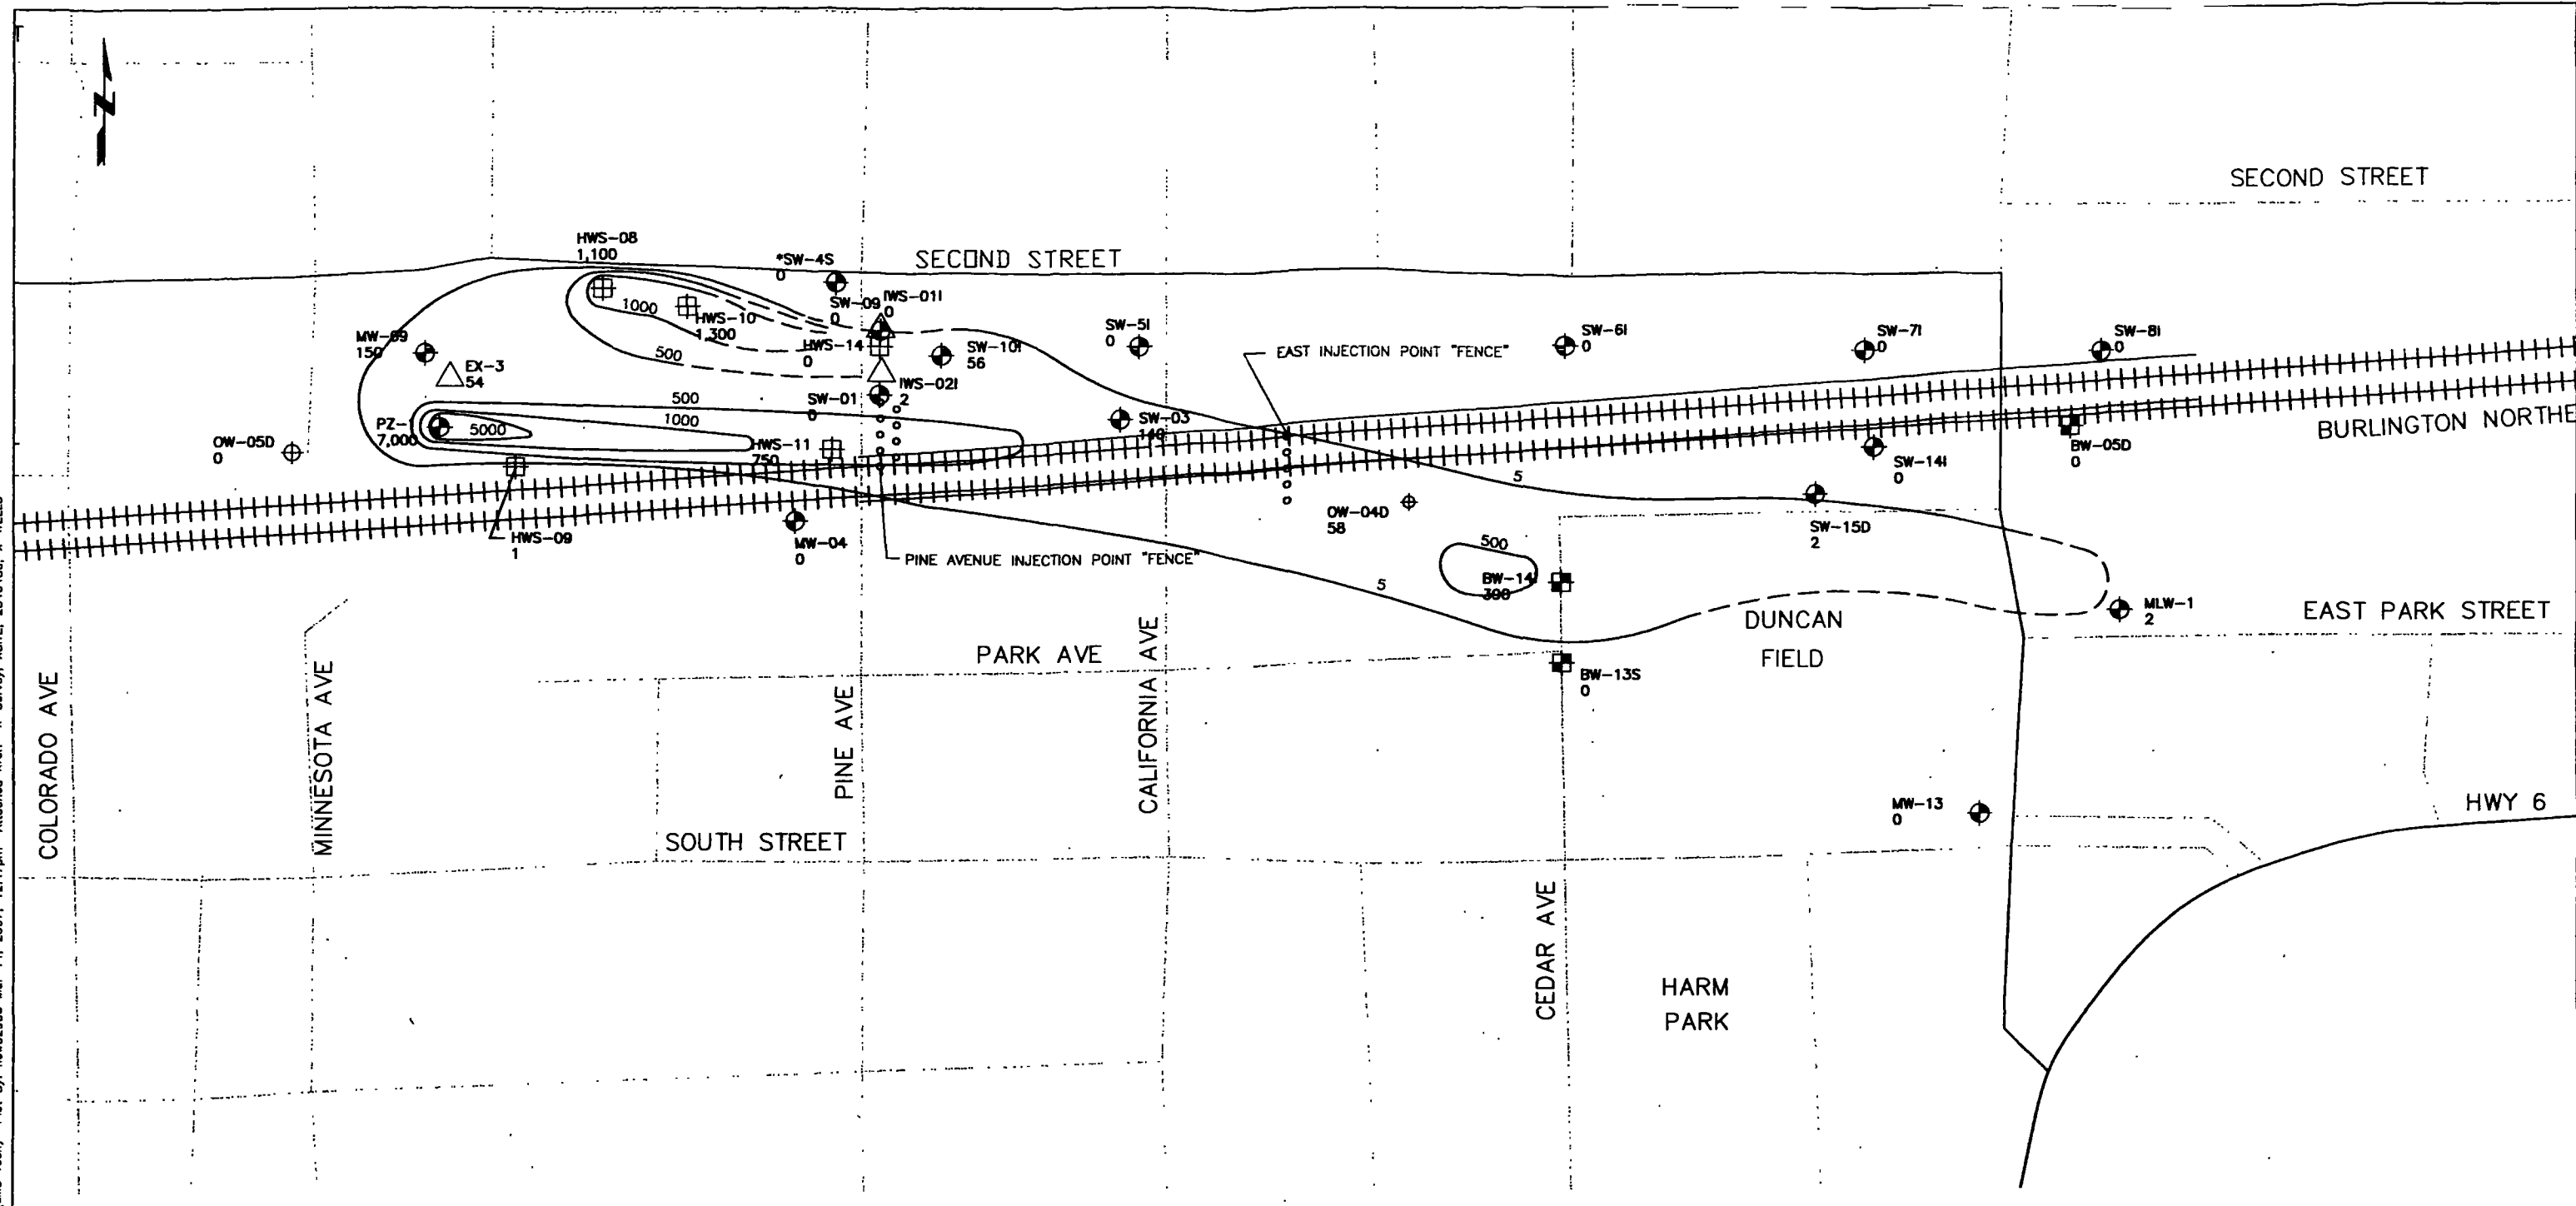 N
SECOND STREET
HWS-08
1,100
*SW-4S
0
SECOND STREET
1000
HWS-10
1,300
SW-09
0
IWS-01I
0
SW-5I
0
SW-6I
0
SW-7I
0
SW-8I
0
MW-09
150
500
HWS-14
0
SW-10I
56
EAST INJECTION POINT "FENCE"
EX-3
54
500
SW-01
0
IWS-02I
2
1000
PZ-1
7,000
5000
SW-03
140
HWS-11
750
OW-05D
0
BURLINGTON NORTHE
BW-05D
0
SW-14I
0
5
OW-04D
58
SW-15D
2
HWS-09
1
MW-04
0
PINE AVENUE INJECTION POINT "FENCE"
500
BW-14I
5
MLW-1
2
EAST PARK STREET
DUNCAN
FIELD
PARK AVE
BW-13S
0
COLORADO AVE
MINNESOTA AVE
PINE AVE
CALIFORNIA AVE
MW-13
0
HWY 6
SOUTH STREET
CEDAR AVE
HARM
PARK